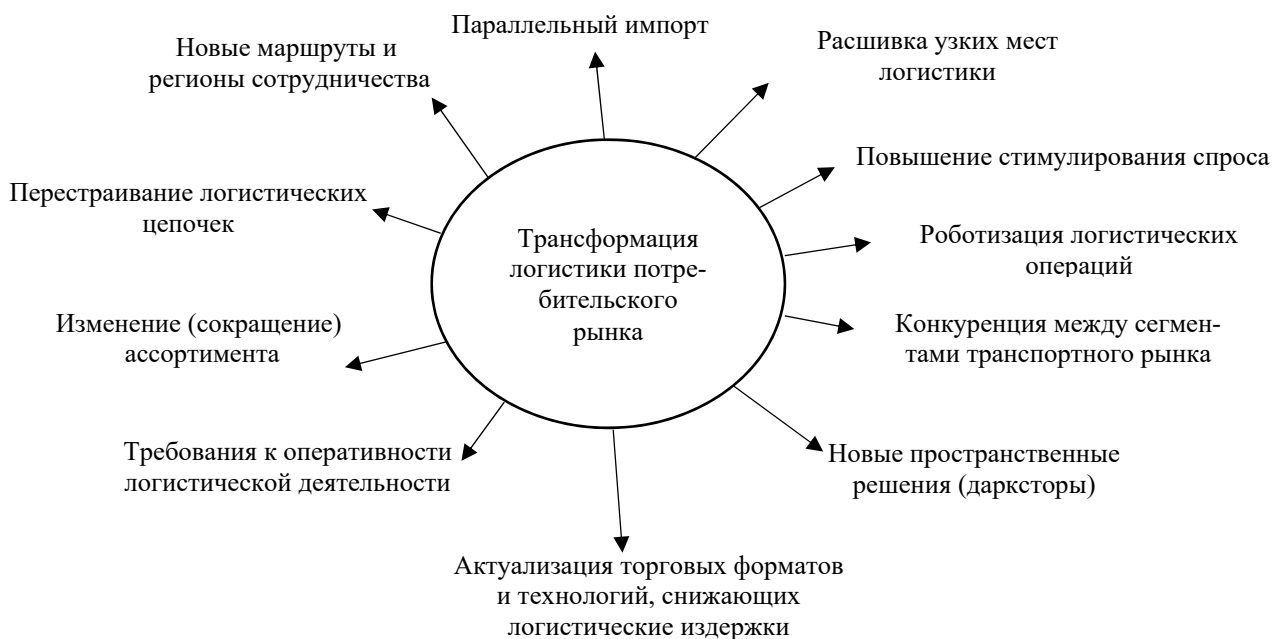 Параллельный импорт
Новые маршруты и
регионы сотрудничества
Расшивка узких мест
логистики
Повышение стимулирования спроса
Перестраивание логистических
цепочек
Роботизация логистических
операций
Трансформация
логистики потре-
бительского
рынка
Изменение (сокращение)
ассортимента
Конкуренция между сегмен-
тами транспортного рынка
Требования к оперативности
логистической деятельности
Новые пространственные
решения (дарксторы)
Актуализация торговых форматов
и технологий, снижающих
логистические издержки